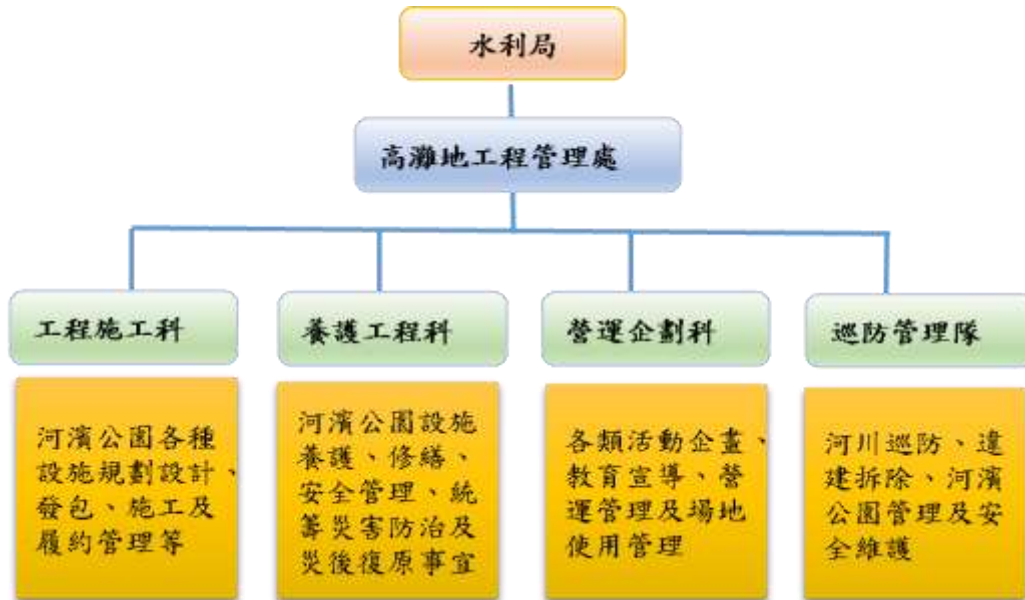 水利局
高灘地工程管理處
工程施工科
養護工程科
營運企劃科
巡防管理隊
河濱公園各種
設施規劃設計、
發包、施工及
履約管理等
河濱公園設施
養護、修繕、
安全管理、統
籌災害防治及
災後復原事宜
各類活動企畫、
教育宣導、營
運管理及場地
使用管理
河川巡防、違
建拆除、河濱
公園管理及安
全維護